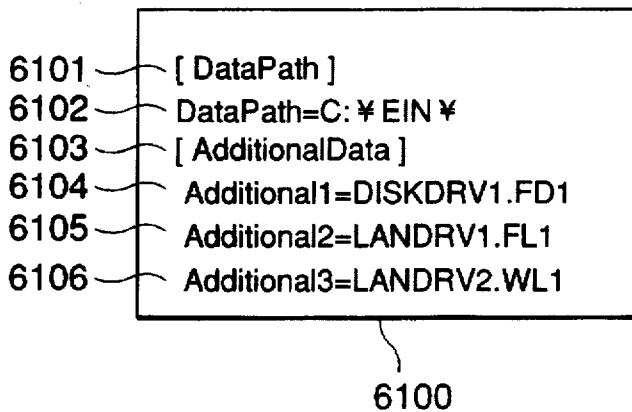 6101 [ DataPath ]
6102 DataPath=C: ¥ EIN ¥
6103 [ AdditionalData ]
6104 Additional1=DISKDRV1.FD1
6105 Additional2=LANDRV1.FL1
6106 Additional3=LANDRV2.WL1
6100